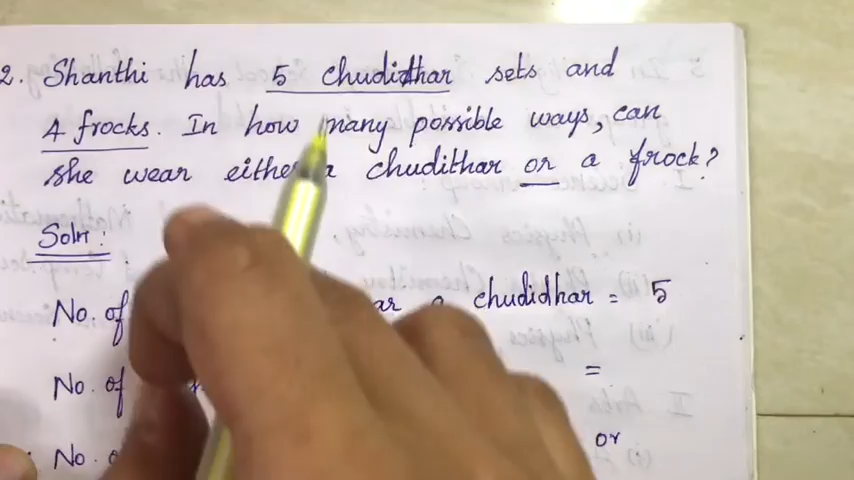 2. Shanthi has 5 chudidhar sets and
4 frocks. In how many possible ways, can
she wear either a chudithar or a frock?
Soln:
No. of chudidhar = 5
No. of =
No. or